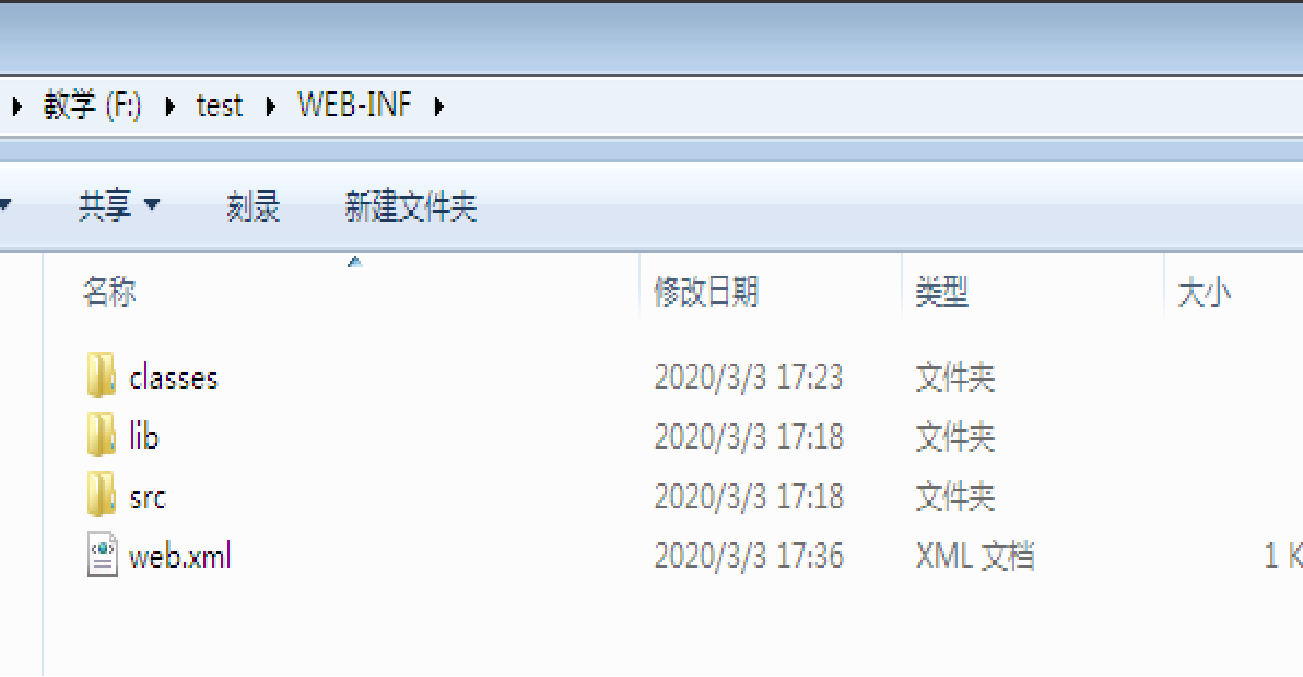 教学 (F:) test WEB-INF
共享 刻录 新建文件夹
名称 修改日期 类型 大小
classes 2020/3/3 17:23 文件夹
lib 2020/3/3 17:18 文件夹
src 2020/3/3 17:18 文件夹
web.xml 2020/3/3 17:36 XML 文档 1 K